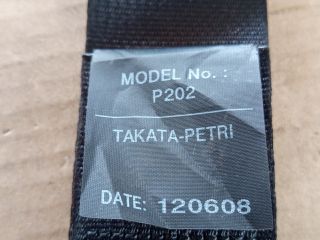 MODEL No. :
P202
TAKATA-PETRI
DATE: 120608